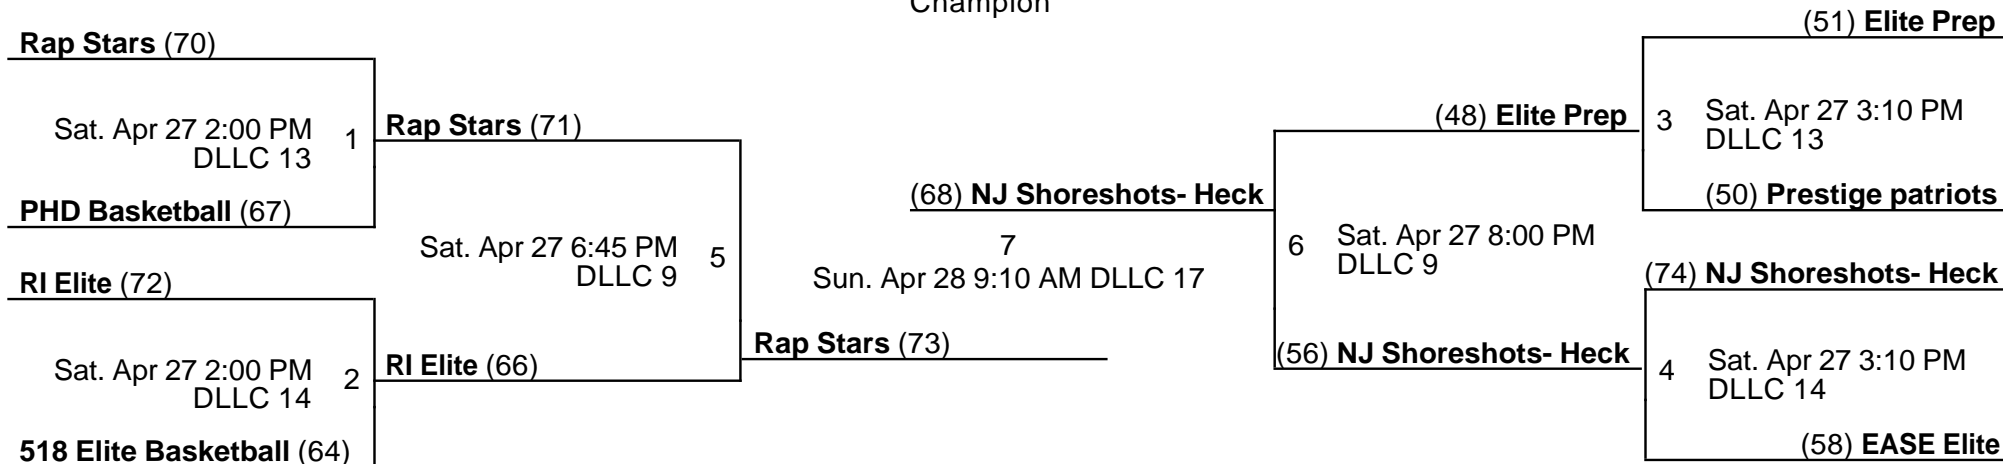 Champion
Rap Stars (70)
Sat. Apr 27 2:00 PM 1
DLLC 13
PHD Basketball (67)
Rap Stars (71)
RI Elite (72)
Sat. Apr 27 2:00 PM 2
DLLC 14
518 Elite Basketball (64)
RI Elite (66)
Sat. Apr 27 6:45 PM 5
DLLC 9
Rap Stars (73)
(68) NJ Shoreshots- Heck
7
Sun. Apr 28 9:10 AM DLLC 17
(48) Elite Prep
6 Sat. Apr 27 8:00 PM
DLLC 9
(56) NJ Shoreshots- Heck
(51) Elite Prep
3 Sat. Apr 27 3:10 PM
DLLC 13
(50) Prestige patriots
(74) NJ Shoreshots- Heck
4 Sat. Apr 27 3:10 PM
DLLC 14
(58) EASE Elite